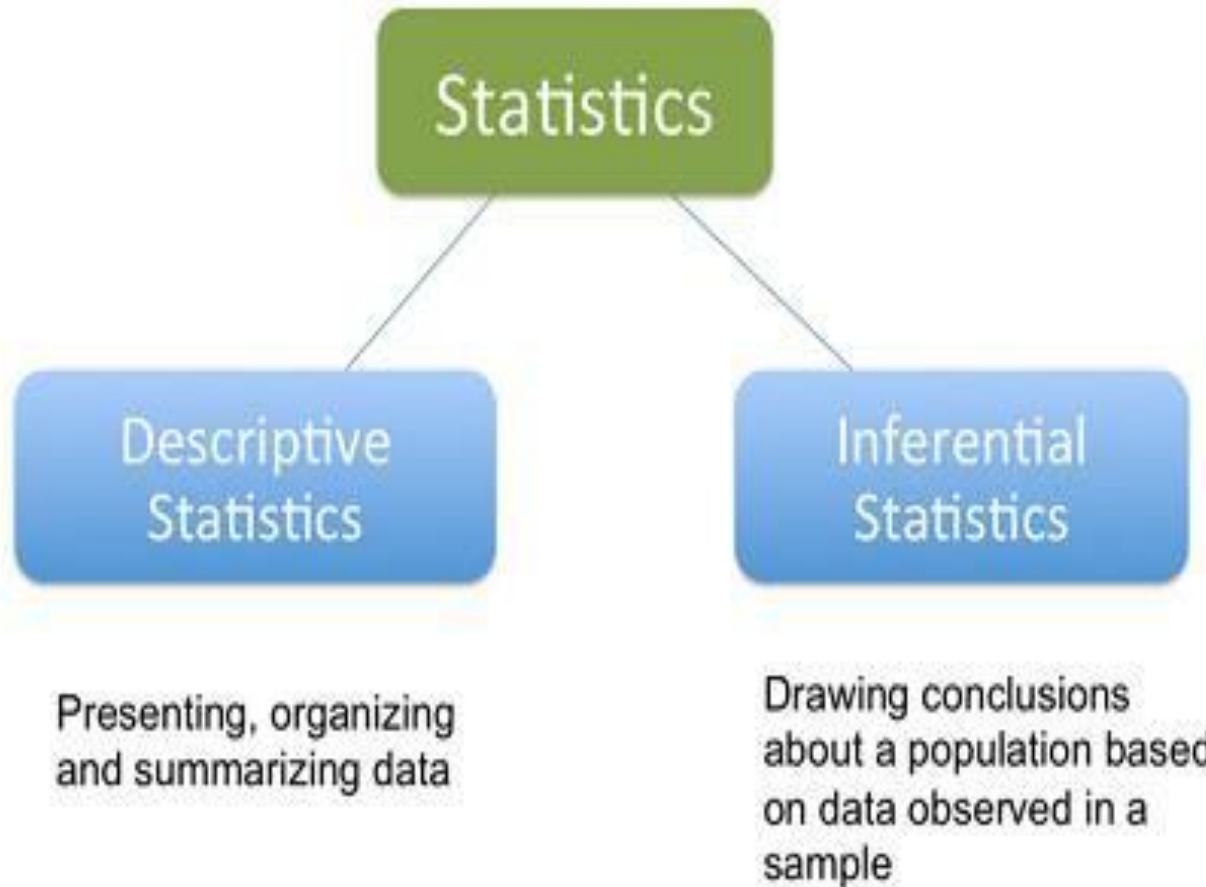 Statistics
Descriptive
Statistics
Inferential
Statistics
Presenting, organizing
and summarizing data
Drawing conclusions
about a population based
on data observed in a
sample